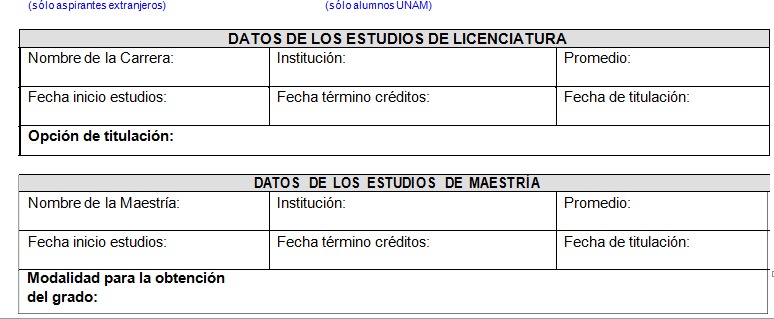 (sólo aspirantes extranjeros) (sólo alumnos UNAM)
DATOS DE LOS ESTUDIOS DE LICENCIATURA
Nombre de la Carrera: Institución: Promedio:
Fecha inicio estudios: Fecha término créditos: Fecha de titulación:
Opción de titulación:
DATOS DE LOS ESTUDIOS DE MAESTRÍA
Nombre de la Maestría: Institución: Promedio:
Fecha inicio estudios: Fecha término créditos: Fecha de titulación:
Modalidad para la obtención
del grado: